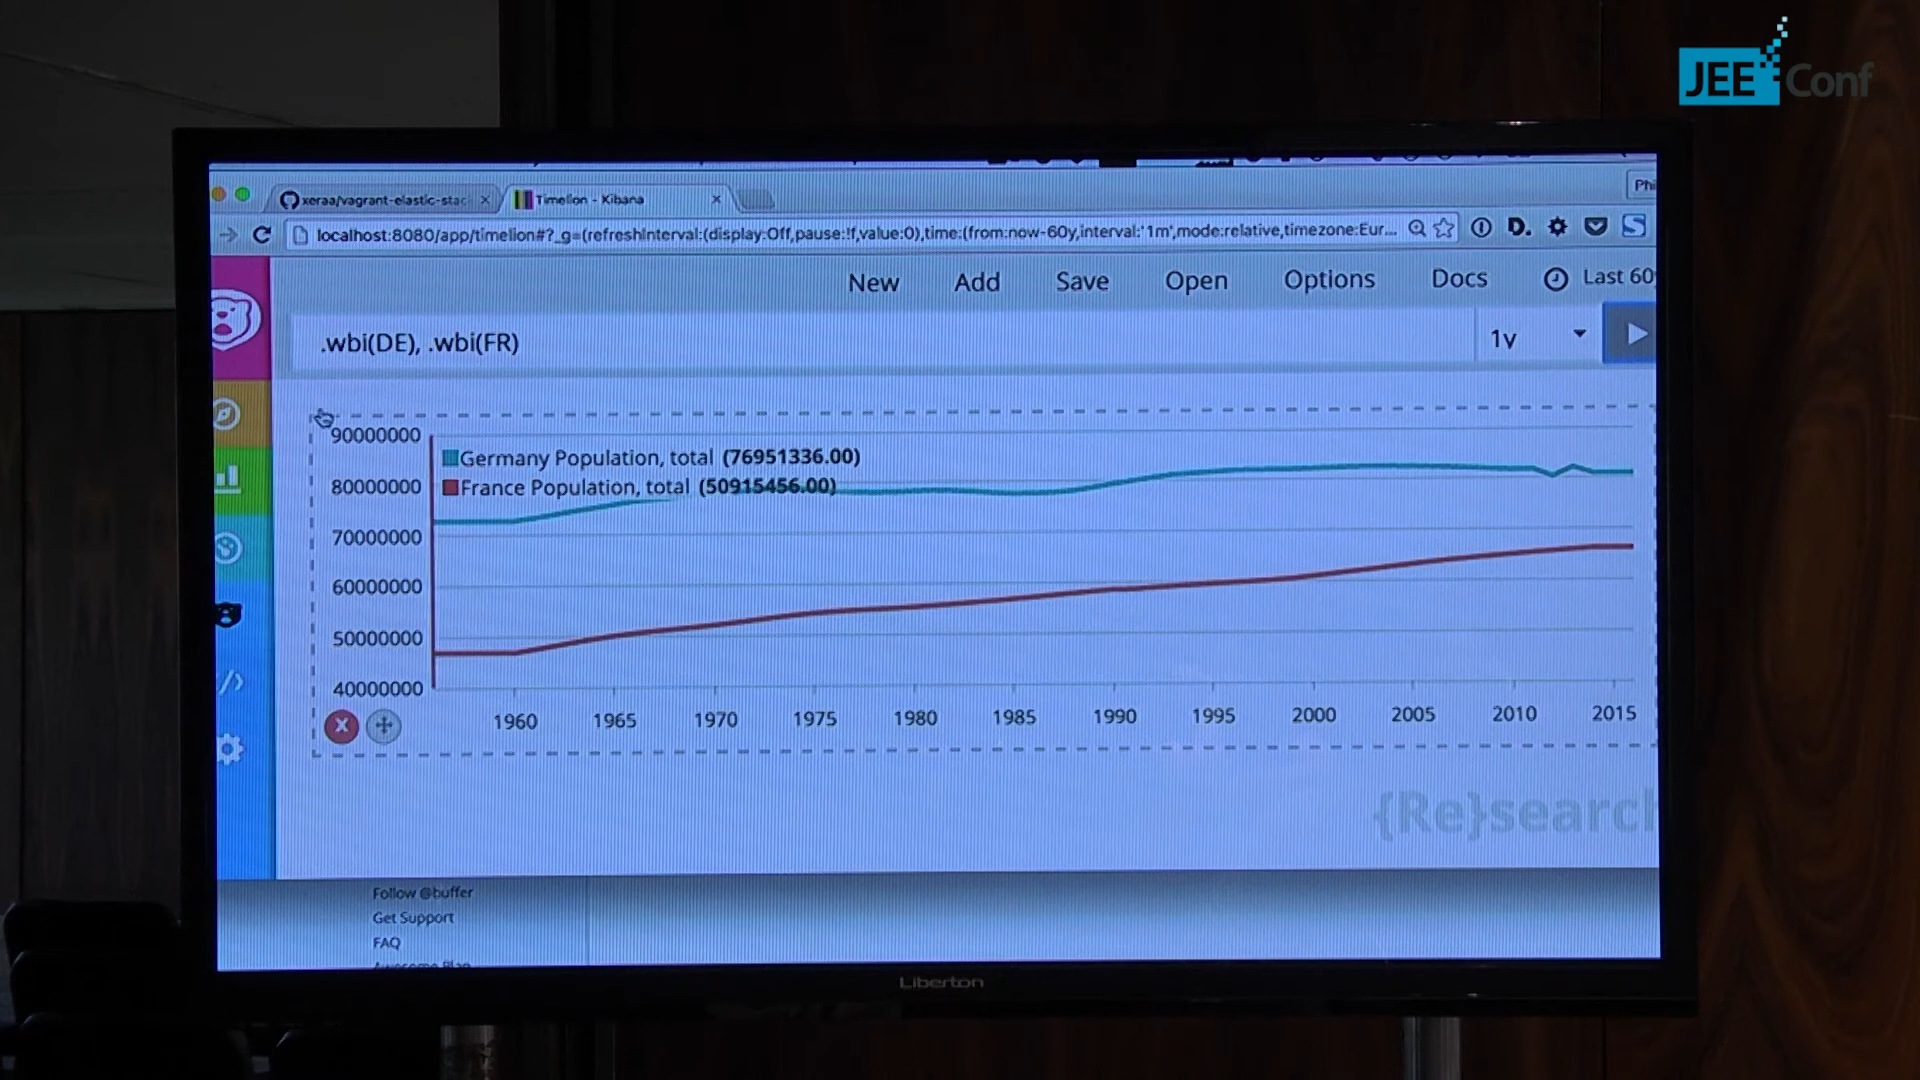 JEE Conf
Phi
xeraa/vagrant-elastic-stac
Timelion - Kibana
localhost:8080/app/timelion#?_g=(refreshInterval:(display:Off,pause:!f,value:0),time:(from:now-60y,interval:'1m',mode:relative,timezone:Eur...
New Add Save Open Options Docs Last 60
.wbi(DE), .wbi(FR)
1y
90000000
Germany Population, total (76951336.00)
80000000
France Population, total (50915456.00)
70000000
60000000
50000000
40000000
1960 1965 1970 1975 1980 1985 1990 1995 2000 2005 2010 2015
{Re}search
Follow @buffer
Get Support
FAQ
Awesome Plan
Liberton